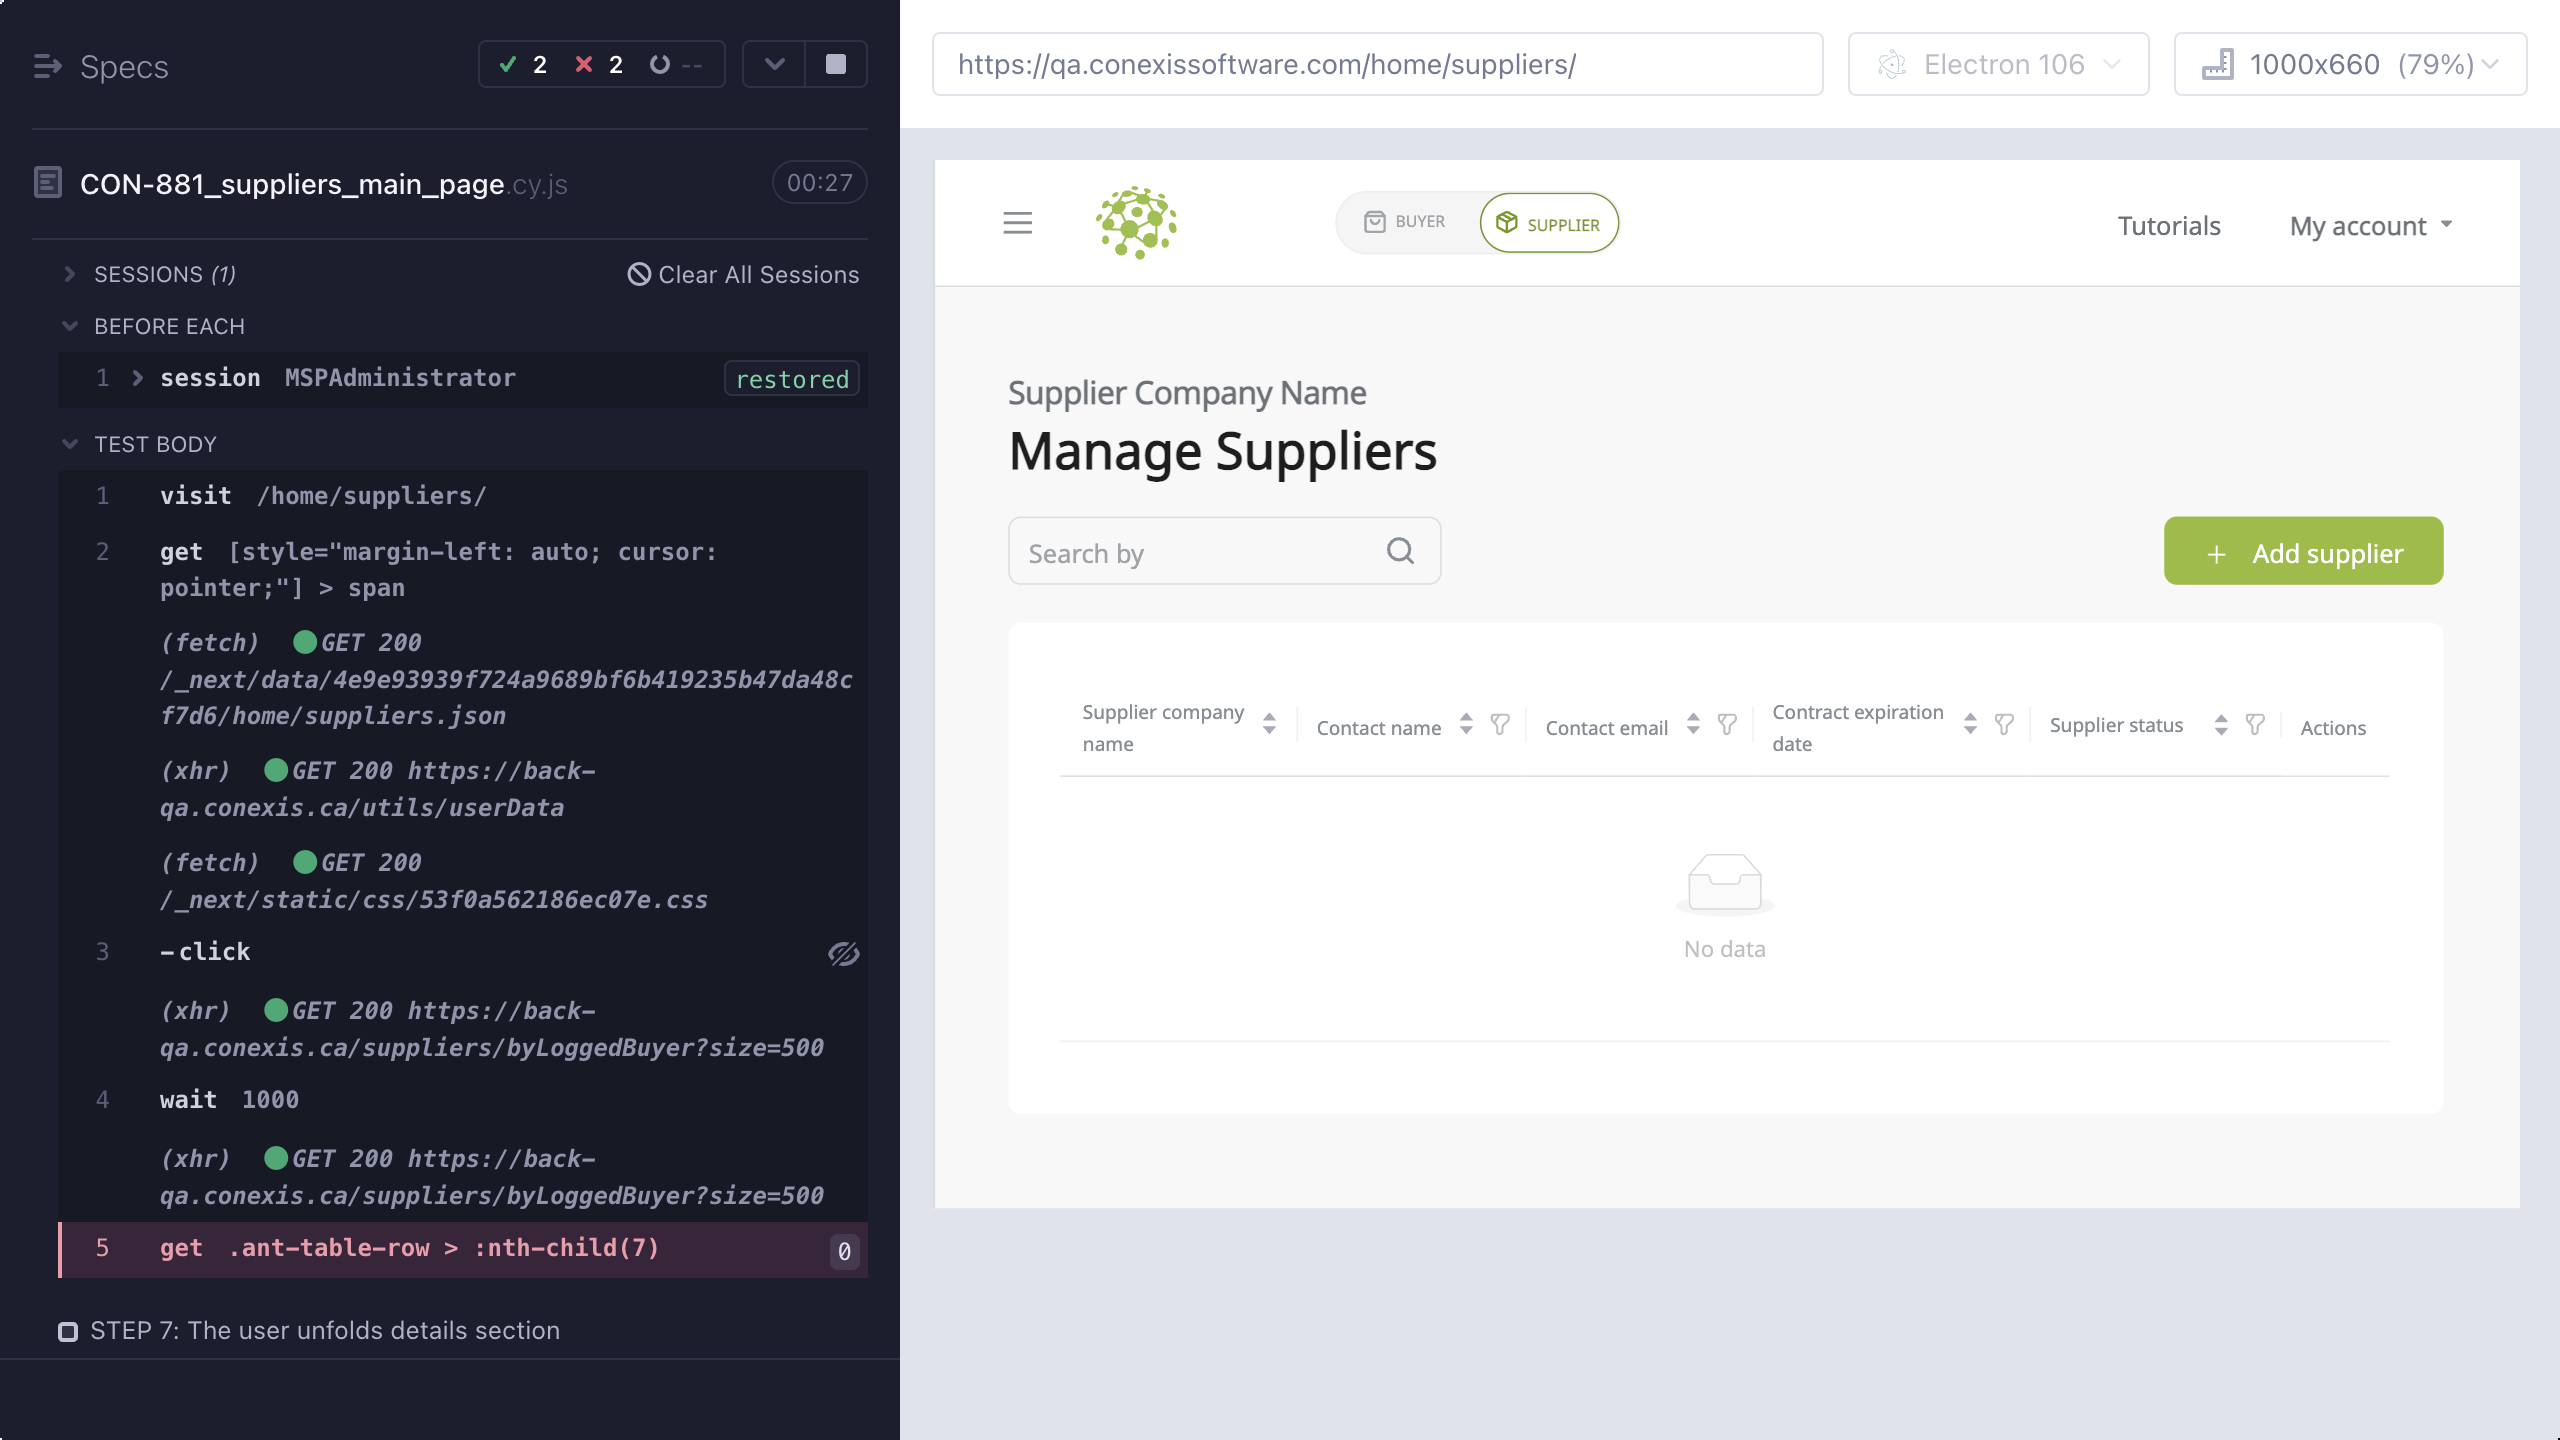 Specs
2 2 --
CON-881_suppliers_main_page.cy.js 00:27
SESSIONS (1) Clear All Sessions
BEFORE EACH
1 session MSPAdministrator restored
TEST BODY
1 visit /home/suppliers/
2 get [style="margin-left: auto; cursor:
pointer;"] > span
(fetch) GET 200
/_next/data/4e9e93939f724a9689bf6b419235b47da48c
f7d6/home/suppliers.json
(xhr) GET 200 https://back-
qa.conexis.ca/utils/userData
(fetch) GET 200
/_next/static/css/53f0a562186ec07e.css
3 -click
(xhr) GET 200 https://back-
qa.conexis.ca/suppliers/byLoggedBuyer?size=500
4 wait 1000
(xhr) GET 200 https://back-
qa.conexis.ca/suppliers/byLoggedBuyer?size=500
5 get .ant-table-row > :nth-child(7) 0
STEP 7: The user unfolds details section
https://qa.conexissoftware.com/home/suppliers/ Electron 106 1000x660 (79%)
BUYER SUPPLIER Tutorials My account
Supplier Company Name
Manage Suppliers
Search by + Add supplier
Supplier company
name
Contact name
Contact email
Contract expiration
date
Supplier status
Actions
No data